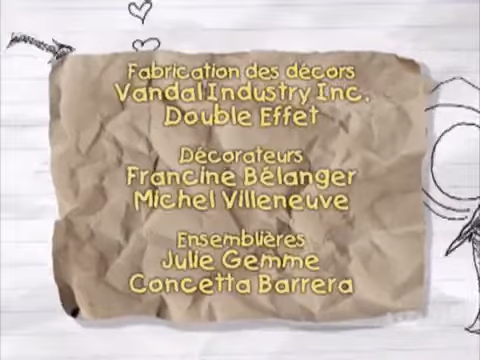 Fabrication des décors
Vandal Industry Inc.
Double Effet
Décorateurs
Francine Bélanger
Michel Villeneuve
Ensemblières
Julie Gemme
Concetta Barrera